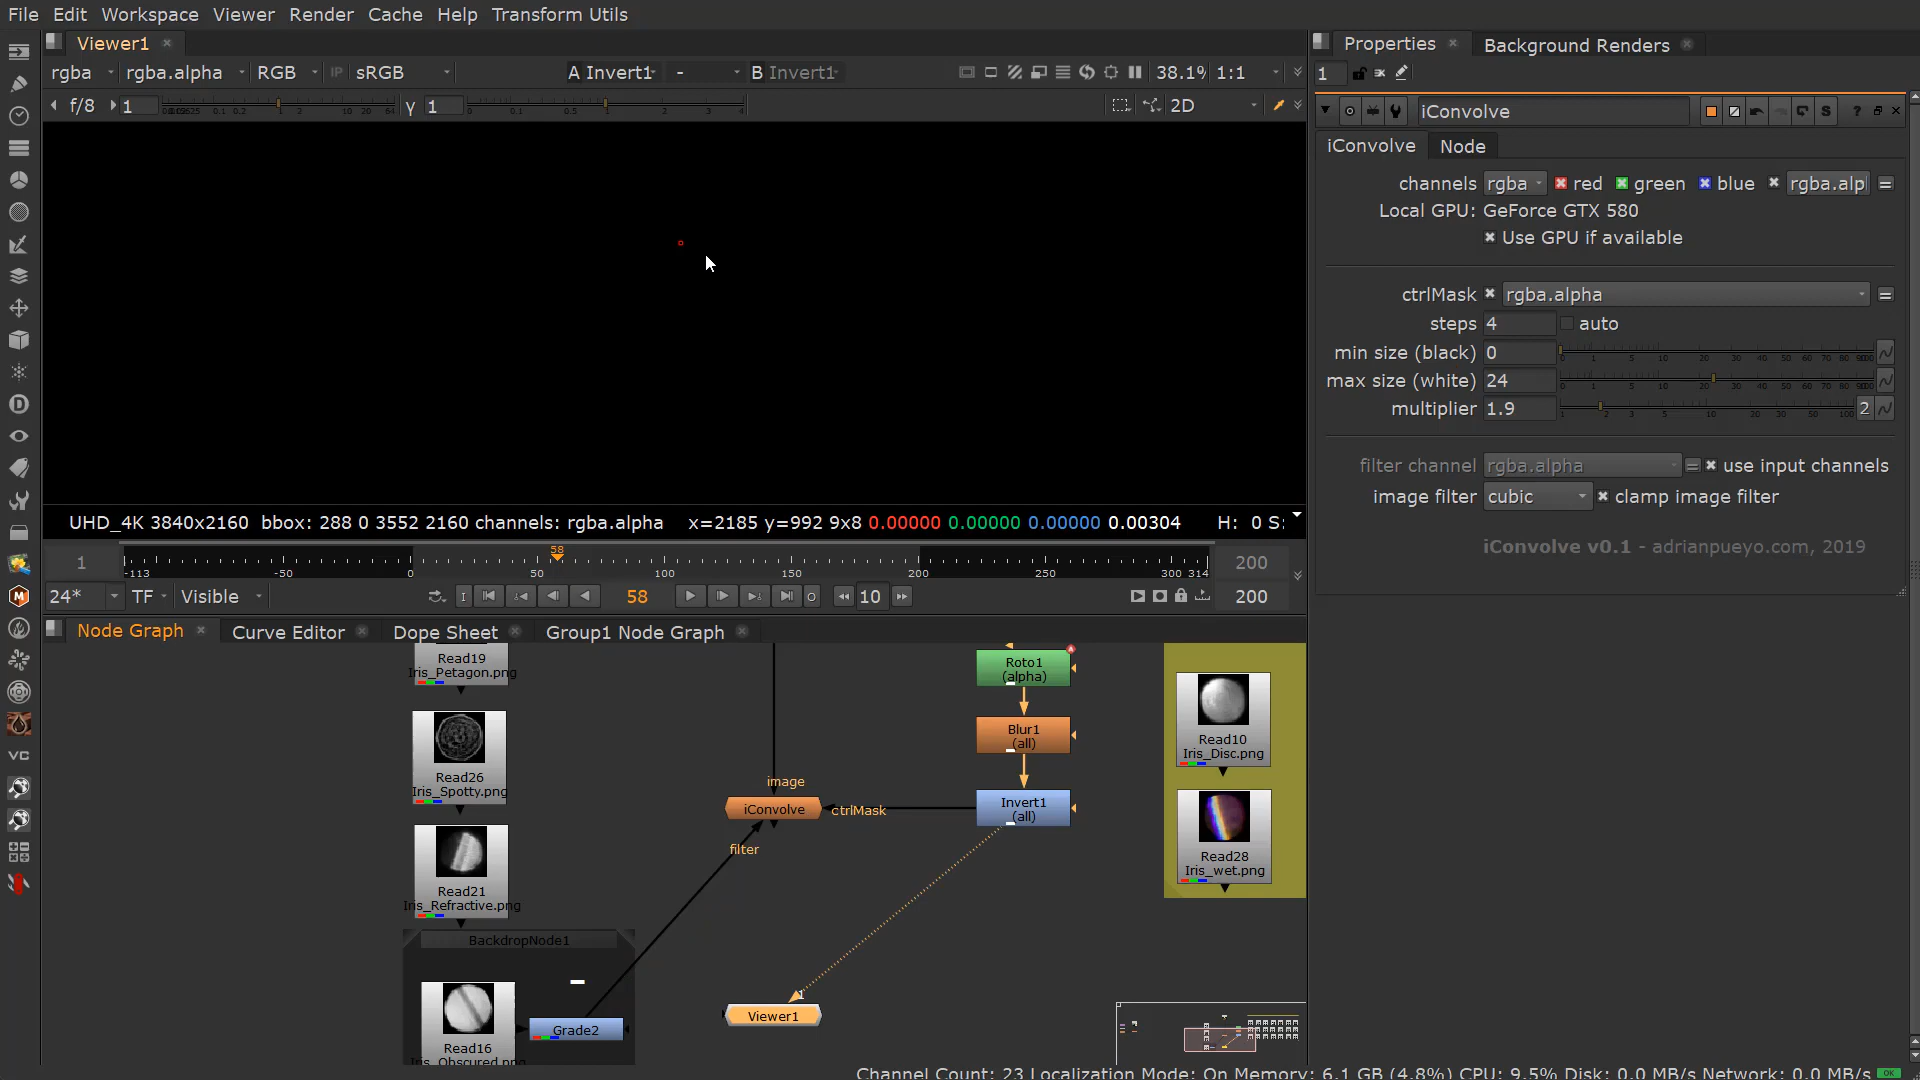 File Edit Workspace Viewer Render Cache Help Transform Utils
Viewer1
rgba rgba.alpha RGB IP sRGB A Invert1 - B Invert1 38.1% 1:1
f/8 1 γ 1 2D
UHD_4K 3840x2160 bbox: 288 0 3552 2160 channels: rgba.alpha x=2185 y=992 9x8 0.00000 0.00000 0.00000 0.00304 H: 0 S:
58
1 200
-113 -50 0 50 100 150 200 250 300 314
24* TF Visible I 58 O 10 200
Node Graph Curve Editor Dope Sheet Group1 Node Graph
Read19
Iris_Petagon.png
Read26
Iris_Spotty.png
Read21
Iris_Refractive.png
BackdropNode1
Read16
Iris_Obscured.png
Grade2
image
iConvolve
ctrlMask
filter
1
Viewer1
Roto1
(alpha)
Blur1
(all)
Invert1
(all)
Read10
Iris_Disc.png
Read28
Iris_wet.png
Properties Background Renders
1
iConvolve S ?
iConvolve Node
channels rgba red green blue rgba.alp
Local GPU: GeForce GTX 580
Use GPU if available
ctrlMask rgba.alpha
steps 4 auto
min size (black) 0
max size (white) 24
multiplier 1.9 2
filter channel rgba.alpha use input channels
image filter cubic clamp image filter
iConvolve v0.1 - adrianpueyo.com, 2019
Channel Count: 23 Localization Mode: On Memory: 6.1 GB (4.8%) CPU: 9.5% Disk: 0.0 MB/s Network: 0.0 MB/s OK